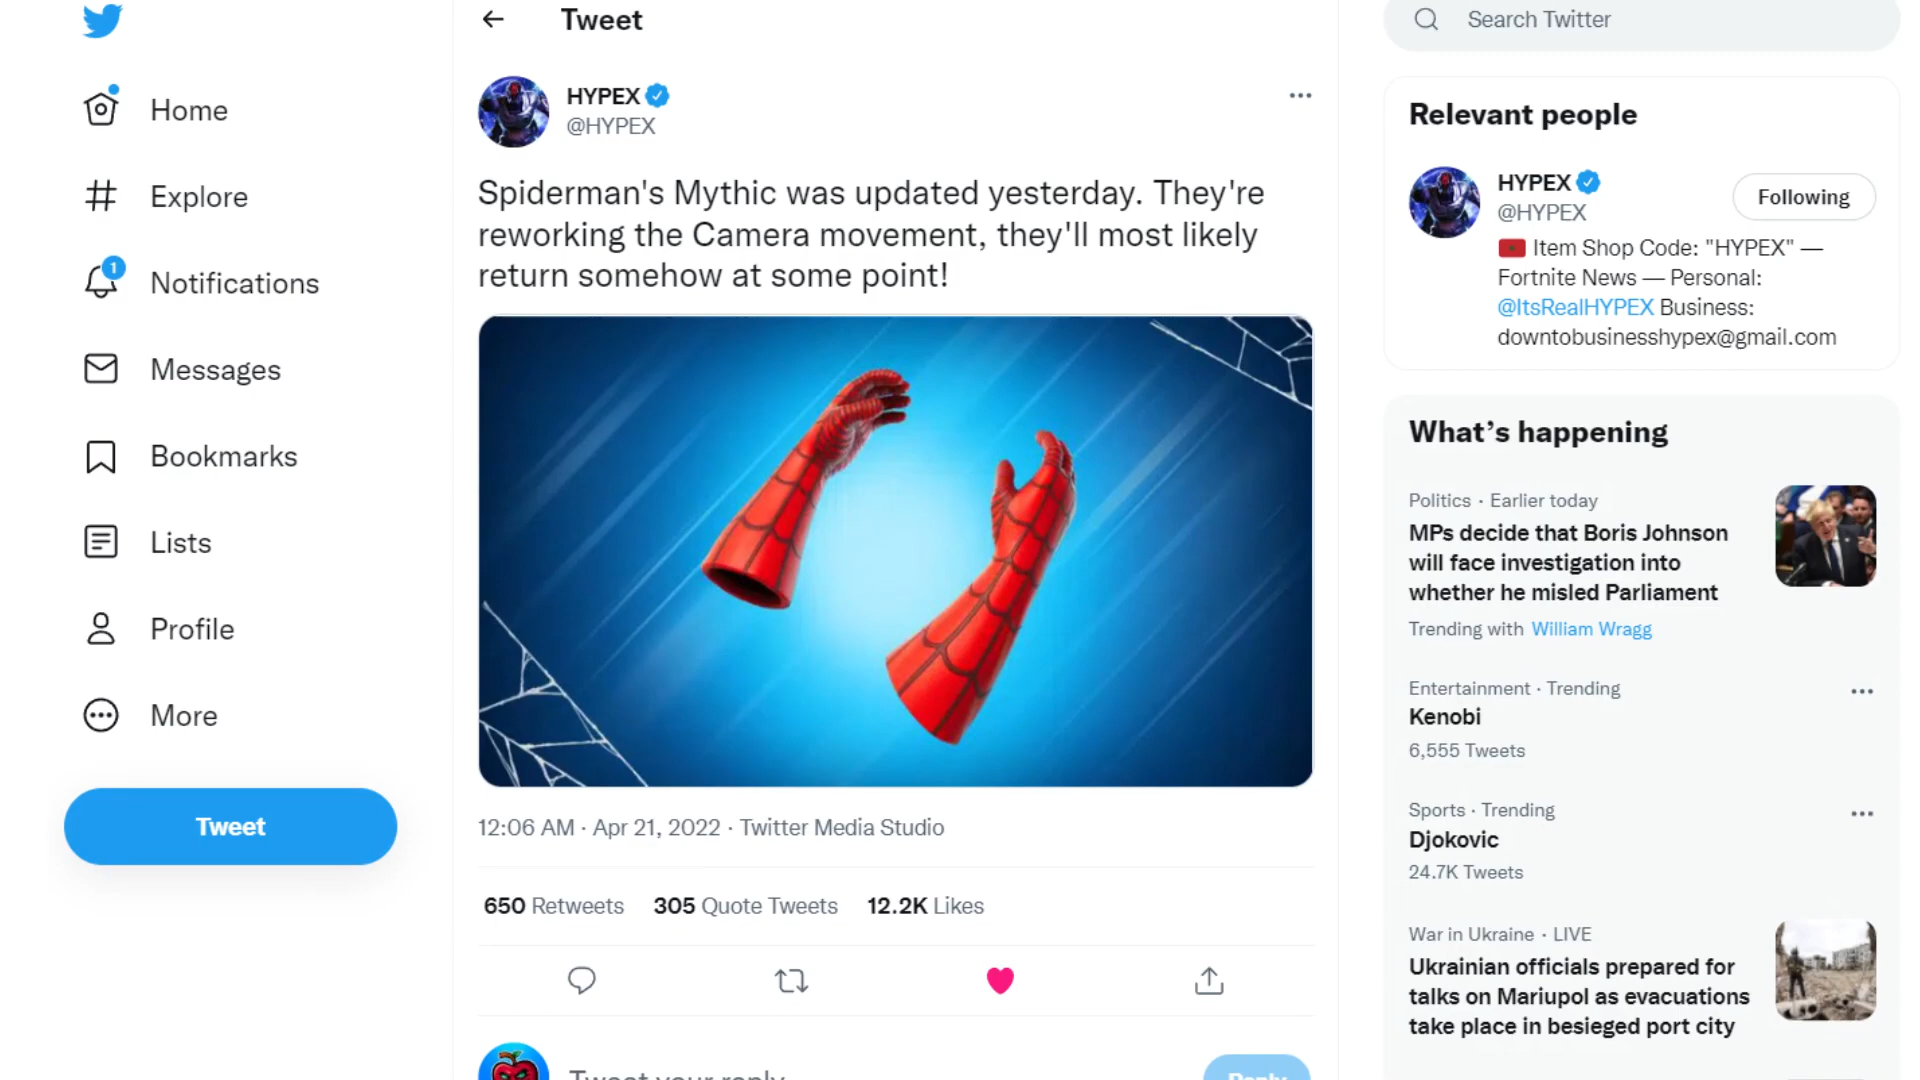 Home
Explore
1
Notifications
Messages
Bookmarks
Lists
Profile
More
Tweet
Tweet
HYPEX
@HYPEX
Spiderman's Mythic was updated yesterday. They're
reworking the Camera movement, they'll most likely
return somehow at some point!
12:06 AM · Apr 21, 2022 · Twitter Media Studio
650 Retweets 305 Quote Tweets 12.2K Likes
Tweet your reply
Reply
Search Twitter
Relevant people
HYPEX
@HYPEX
Following
Item Shop Code: "HYPEX" —
Fortnite News — Personal:
@ItsRealHYPEX Business:
downtobusinesshypex@gmail.com
What's happening
Politics · Earlier today
MPs decide that Boris Johnson
will face investigation into
whether he misled Parliament
Trending with William Wragg
Entertainment · Trending
Kenobi
6,555 Tweets
Sports · Trending
Djokovic
24.7K Tweets
War in Ukraine · LIVE
Ukrainian officials prepared for
talks on Mariupol as evacuations
take place in besieged port city